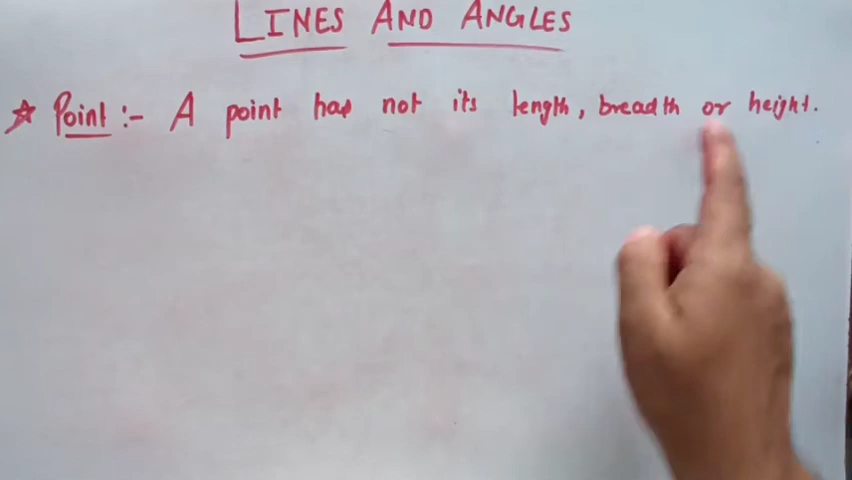 LINES AND ANGLES
☆ Point :- A point has not its length, breadth or height.